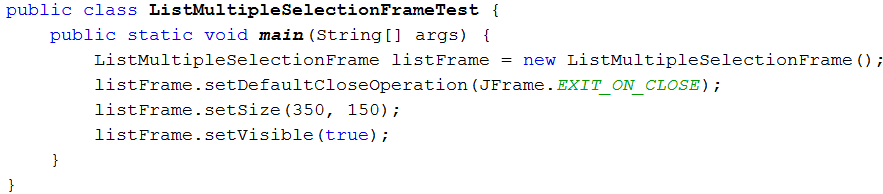 public class ListMultipleSelectionFrameTest {
    public static void main(String[] args) {
        ListMultipleSelectionFrame listFrame = new ListMultipleSelectionFrame();
        listFrame.setDefaultCloseOperation(JFrame.EXIT_ON_CLOSE);
        listFrame.setSize(350, 150);
        listFrame.setVisible(true);
    }
}